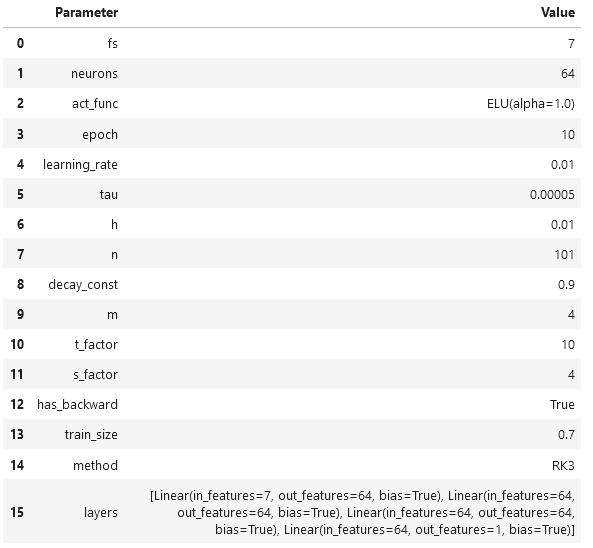 Parameter Value
0 fs 7
1 neurons 64
2 act_func ELU(alpha=1.0)
3 epoch 10
4 learning_rate 0.01
5 tau 0.00005
6 h 0.01
7 n 101
8 decay_const 0.9
9 m 4
10 t_factor 10
11 s_factor 4
12 has_backward True
13 train_size 0.7
14 method RK3
15 layers [Linear(in_features=7, out_features=64, bias=True), Linear(in_features=64,
out_features=64, bias=True), Linear(in_features=64, out_features=64,
bias=True), Linear(in_features=64, out_features=1, bias=True)]